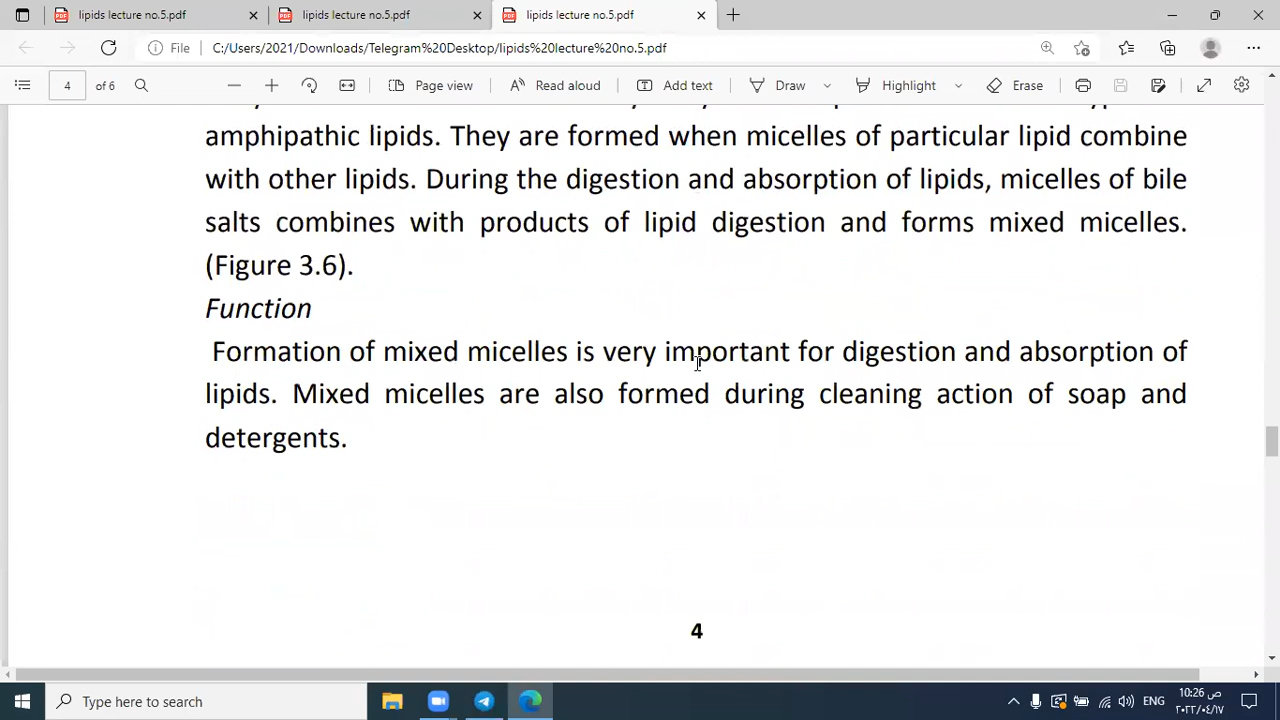 lipids lecture no.5.pdf
lipids lecture no.5.pdf
lipids lecture no.5.pdf
File C:/Users/2021/Downloads/Telegram%20Desktop/lipids%20lecture%20no.5.pdf
4 of 6 Page view Read aloud Add text Draw Highlight Erase
amphipathic lipids. They are formed when micelles of particular lipid combine
with other lipids. During the digestion and absorption of lipids, micelles of bile
salts combines with products of lipid digestion and forms mixed micelles.
(Figure 3.6).
Function
Formation of mixed micelles is very important for digestion and absorption of
lipids. Mixed micelles are also formed during cleaning action of soap and
detergents.
4
Type here to search
ENG
10:26 ص
٢٠٢٢/٠٤/١٧